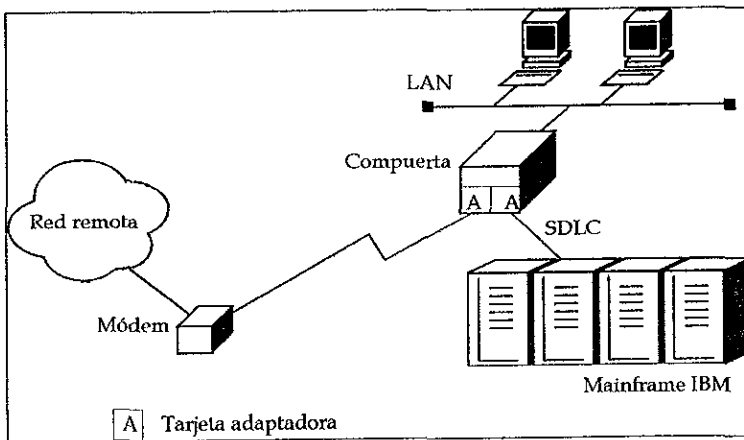 LAN
Compuerta
A A
Red remota
SDLC
Módem
Mainframe IBM
A Tarjeta adaptadora